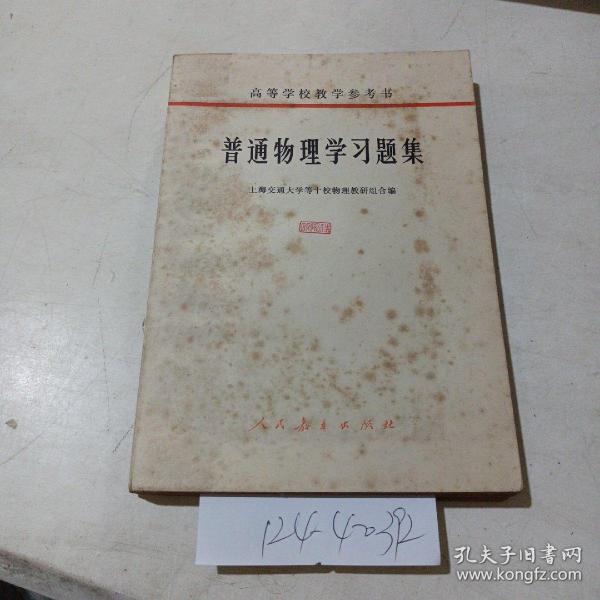 高等学校教学参考书
普通物理学习题集
上海交通大学等十校物理教研组合编
人民教育出版社
124-4-0392
孔夫子旧书网
www.kongfz.com